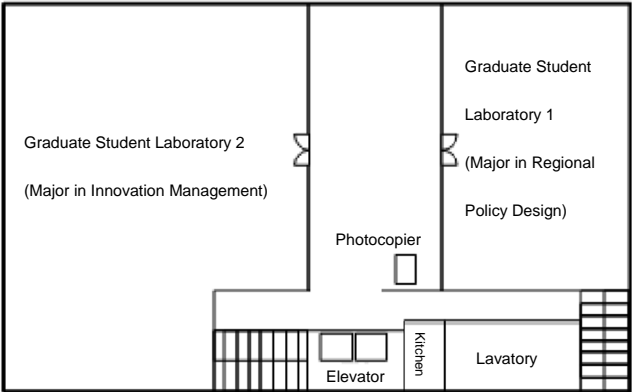 Graduate Student Laboratory 2
(Major in Innovation Management)
Graduate Student
Laboratory 1
(Major in Regional
Policy Design)
Photocopier
Elevator
Kitchen
Lavatory